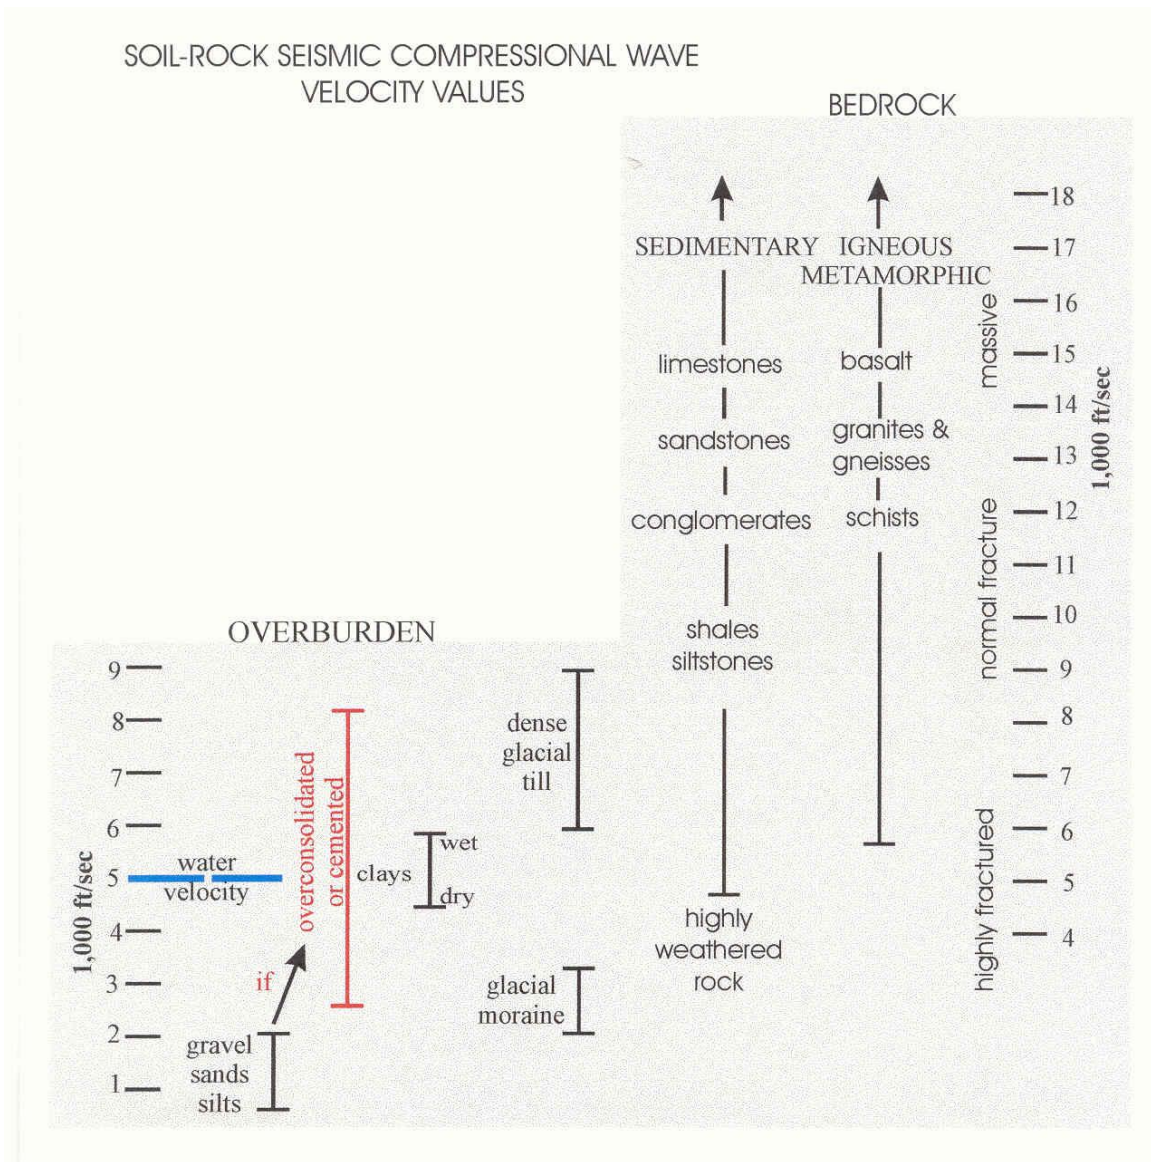 SOIL-ROCK SEISMIC COMPRESSIONAL WAVE
VELOCITY VALUES
BEDROCK
SEDIMENTARY
IGNEOUS
METAMORPHIC
limestones
sandstones
conglomerates
shales
siltstones
highly
weathered
rock
basalt
granites &
gneisses
schists
massive
normal fracture
highly fractured
18
17
16
15
14
13
12
11
10
9
8
7
6
5
4
1,000 ft/sec
OVERBURDEN
9
8
7
6
5
4
3
2
1
1,000 ft/sec
water
velocity
overconsolidated
or cemented
if
gravel
sands
silts
clays
wet
dry
dense
glacial
till
glacial
moraine